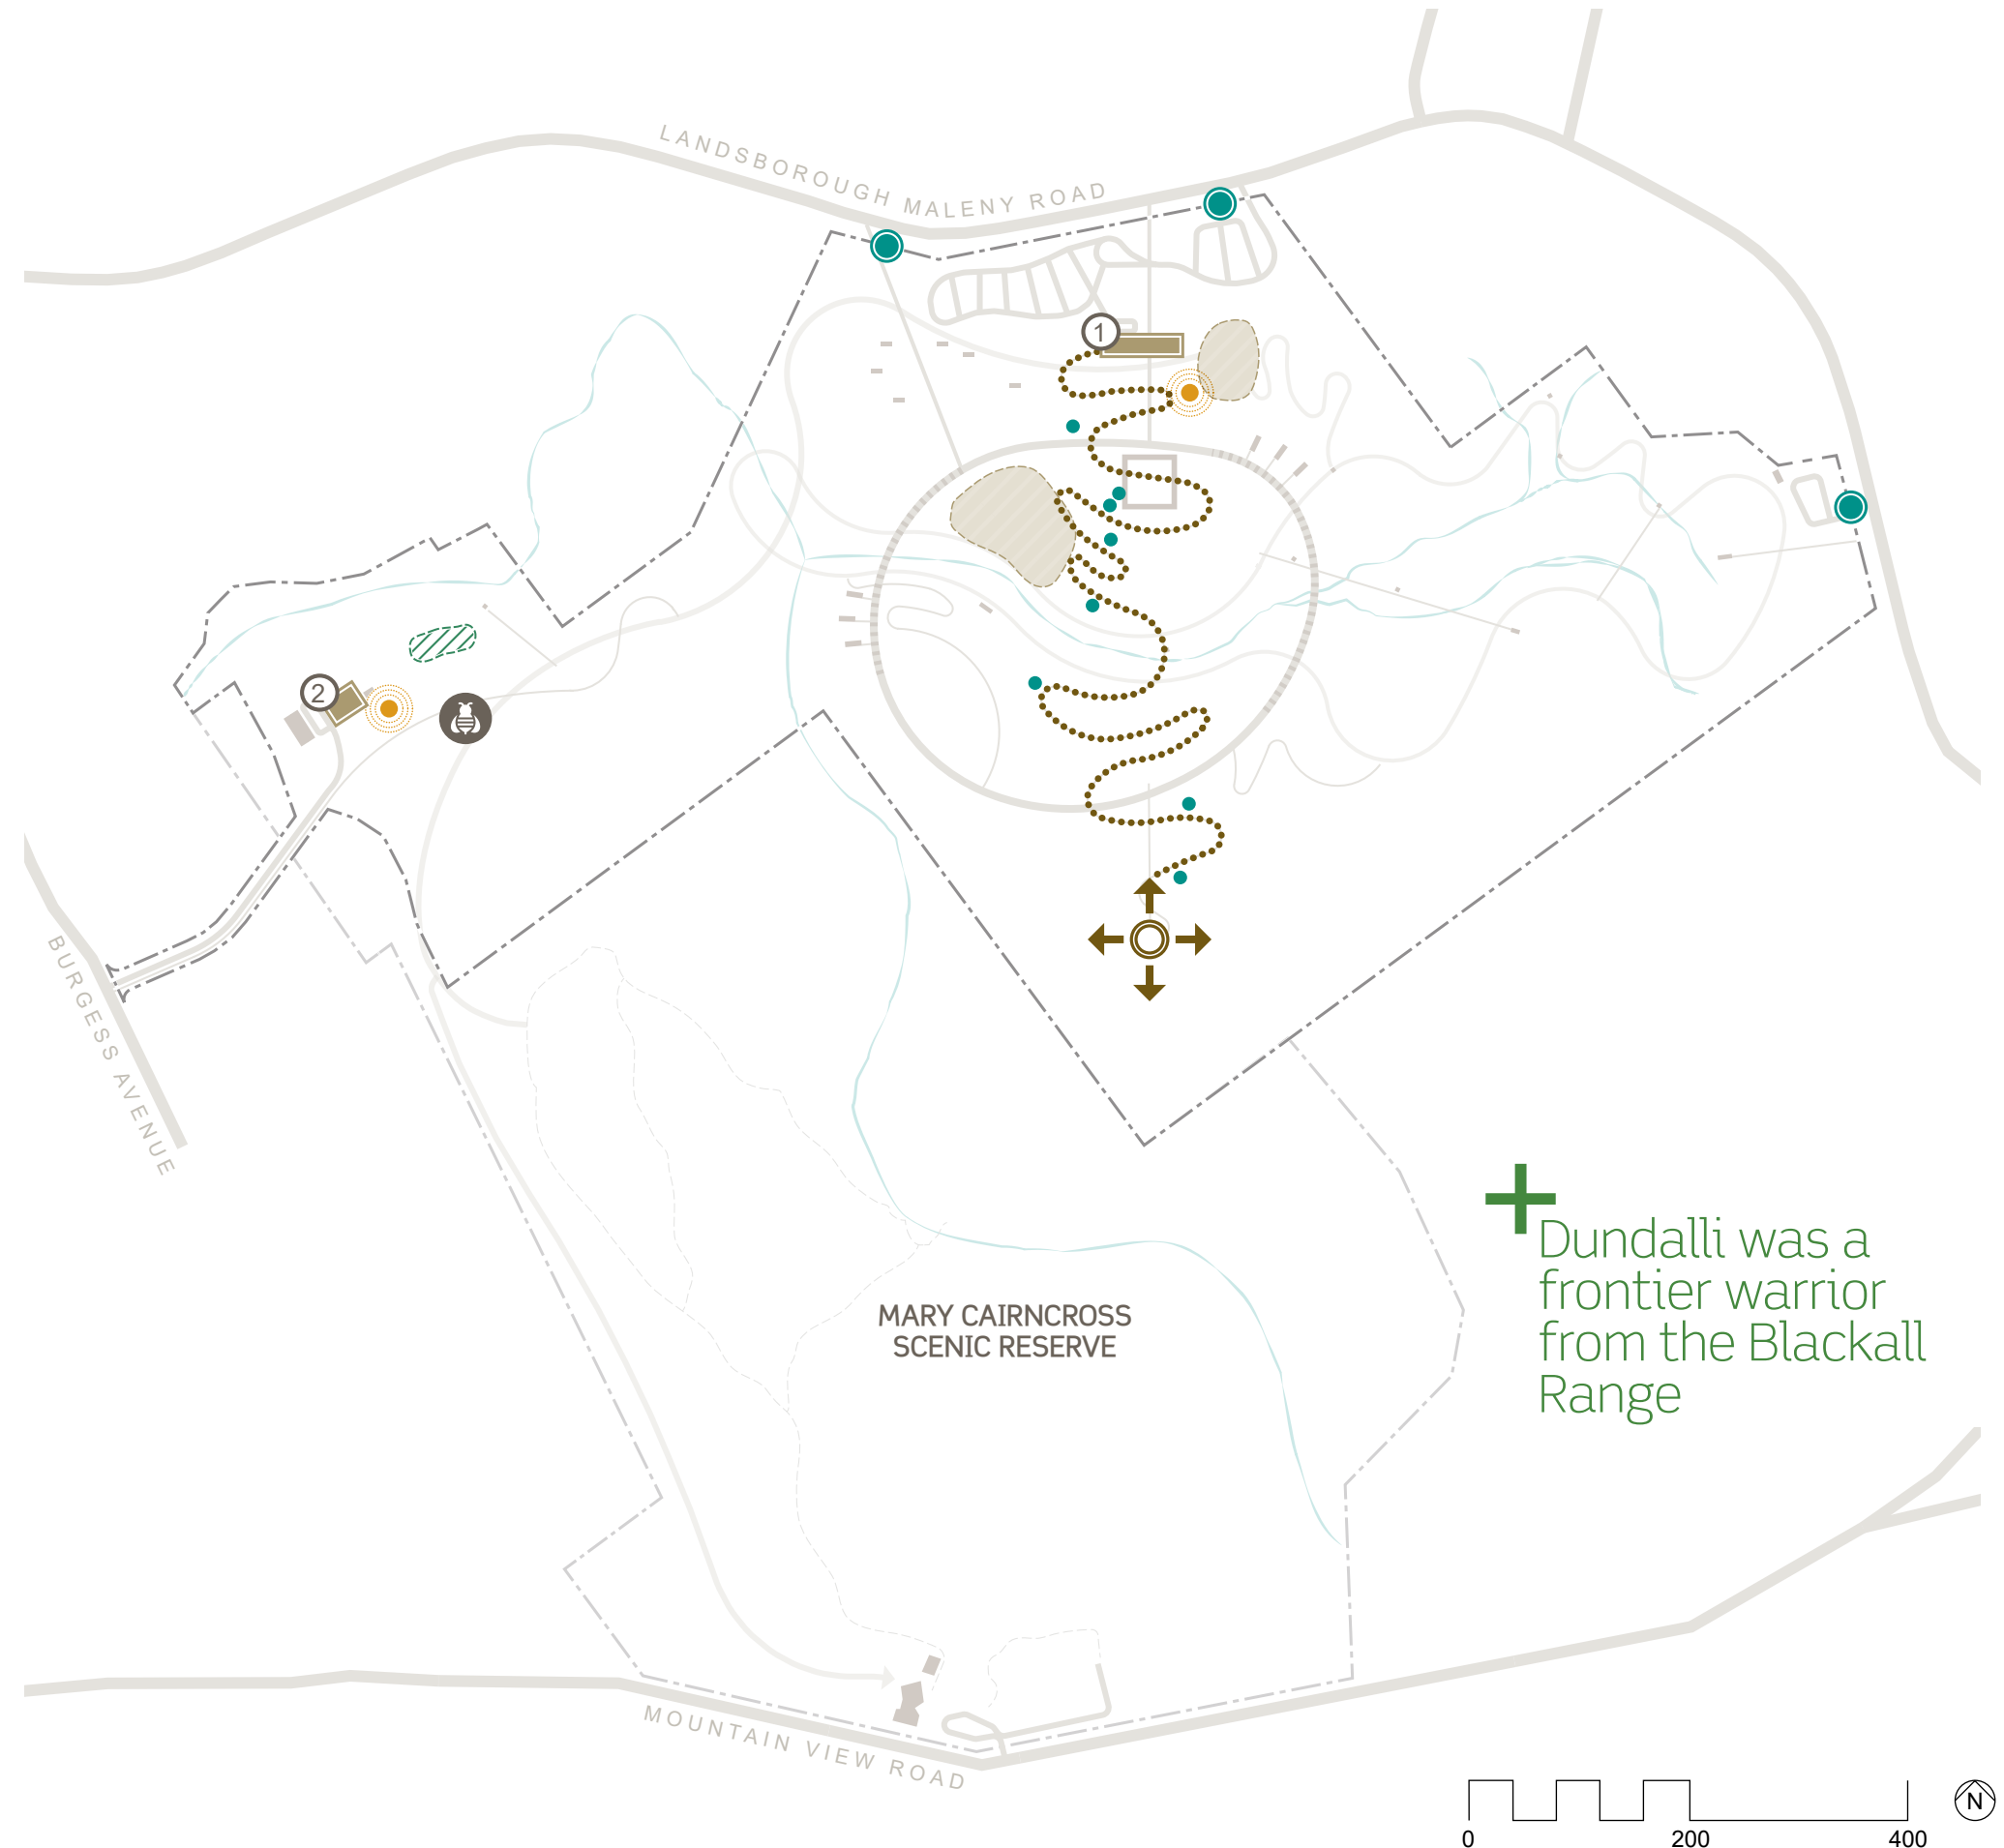 LANDSBOROUGH MALENY ROAD
1
2
BURGESS AVENUE
Dundalli was a
frontier warrior
from the Blackall
Range
MARY CAIRNCROSS
SCENIC RESERVE
MOUNTAIN VIEW ROAD
N
0 200 400